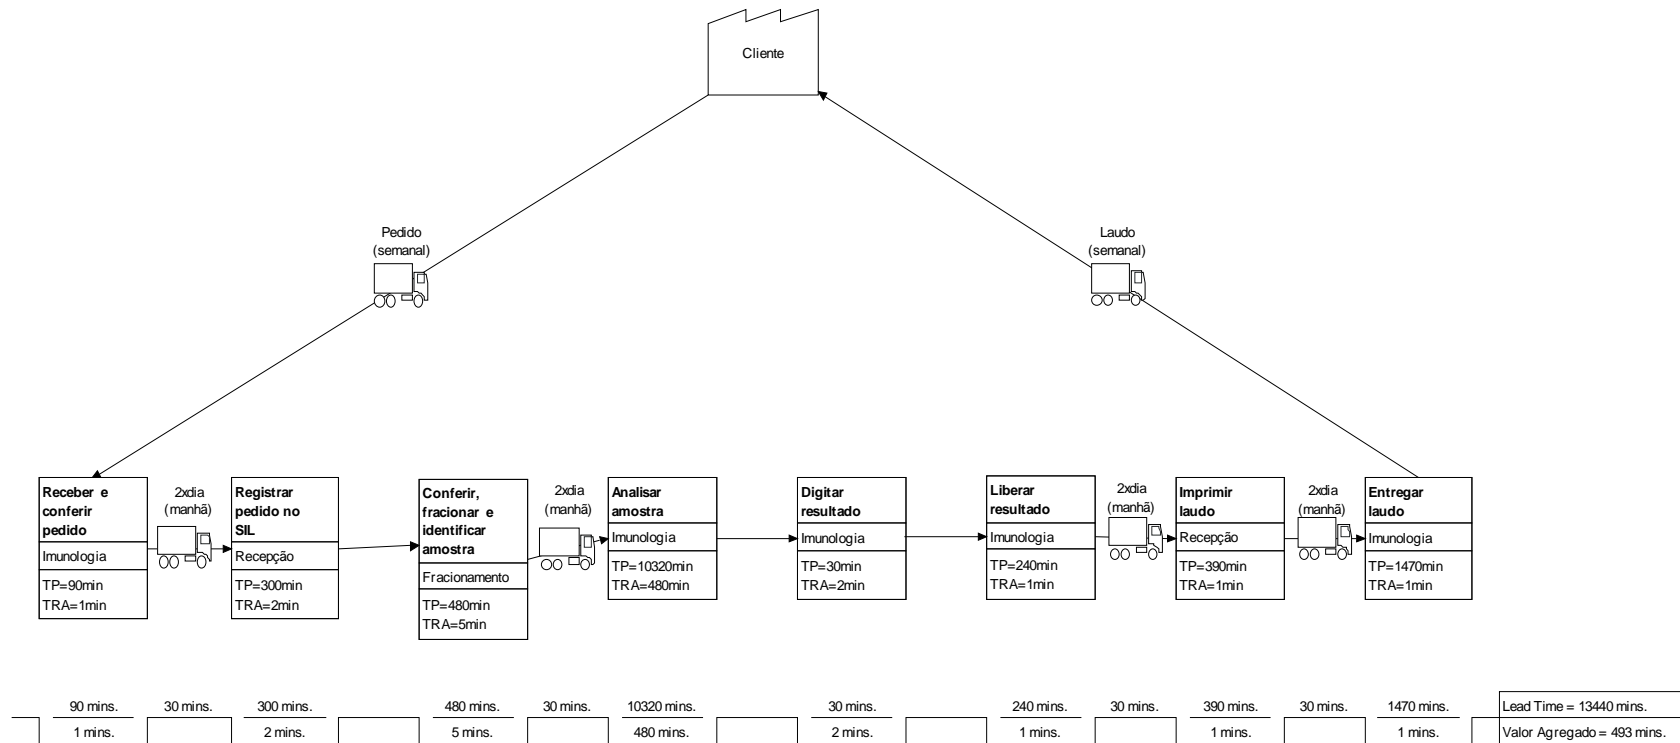 Cliente
Pedido
(semanal)
Laudo
(semanal)
Receber e
conferir
pedido
Imunologia
TP=90min
TRA=1min
2xdia
(manhã)
Registrar
pedido no
SIL
Recepção
TP=300min
TRA=2min
Conferir,
fracionar e
identificar
amostra
Fracionamento
TP=480min
TRA=5min
2xdia
(manhã)
Analisar
amostra
Imunologia
TP=10320min
TRA=480min
Digitar
resultado
Imunologia
TP=30min
TRA=2min
Liberar
resultado
Imunologia
TP=240min
TRA=1min
2xdia
(manhã)
Imprimir
laudo
Recepção
TP=390min
TRA=1min
2xdia
(manhã)
Entregar
laudo
Imunologia
TP=1470min
TRA=1min
90 mins. 30 mins. 300 mins. 480 mins. 30 mins. 10320 mins. 30 mins. 240 mins. 30 mins. 390 mins. 30 mins. 1470 mins. Lead Time = 13440 mins.
1 mins. 2 mins. 5 mins. 480 mins. 2 mins. 1 mins. 1 mins. 1 mins. Valor Agregado = 493 mins.